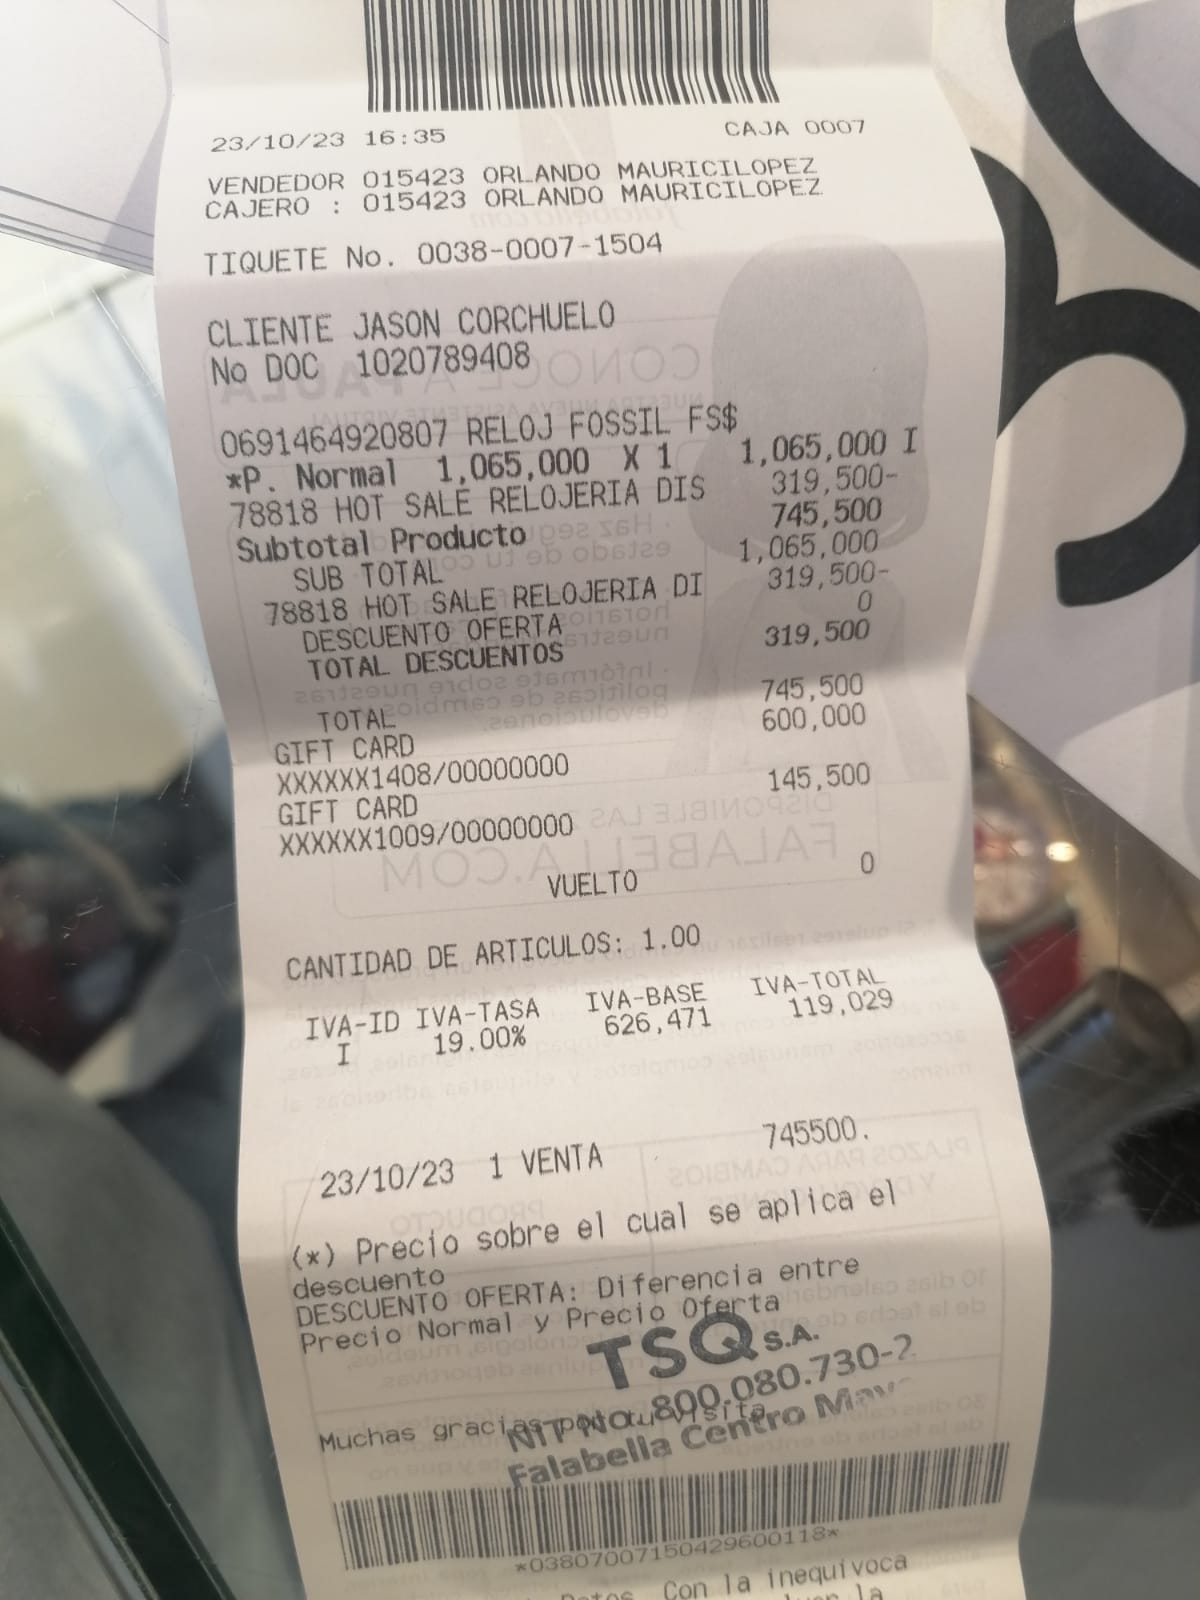 23/10/23 16:35 CAJA 0007
VENDEDOR 015423 ORLANDO MAURICILOPEZ
CAJERO : 015423 ORLANDO MAURICILOPEZ
TIQUETE No. 0038-0007-1504
CLIENTE JASON CORCHUELO
No DOC 1020789408
0691464920807 RELOJ FOSSIL FS$
*P. Normal 1,065,000 X 1 1,065,000 I
78818 HOT SALE RELOJERIA DIS 319,500-
Subtotal Producto 745,500
SUB TOTAL 1,065,000
78818 HOT SALE RELOJERIA DI 319,500-
DESCUENTO OFERTA 0
TOTAL DESCUENTOS 319,500
TOTAL 745,500
GIFT CARD 600,000
XXXXXX1408/00000000
GIFT CARD 145,500
XXXXXX1009/00000000
VUELTO 0
CANTIDAD DE ARTICULOS: 1.00
IVA-ID IVA-TASA IVA-BASE IVA-TOTAL
I 19.00% 626,471 119,029
23/10/23 1 VENTA 745500.
(*) Precio sobre el cual se aplica el
descuento
DESCUENTO OFERTA: Diferencia entre
Precio Normal y Precio Oferta
TSQ S.A.
NIT No. 800.080.730-2
Muchas gracias por tu visita
Falabella Centro May
*03807007150429600118*
Con la inequivoca
la